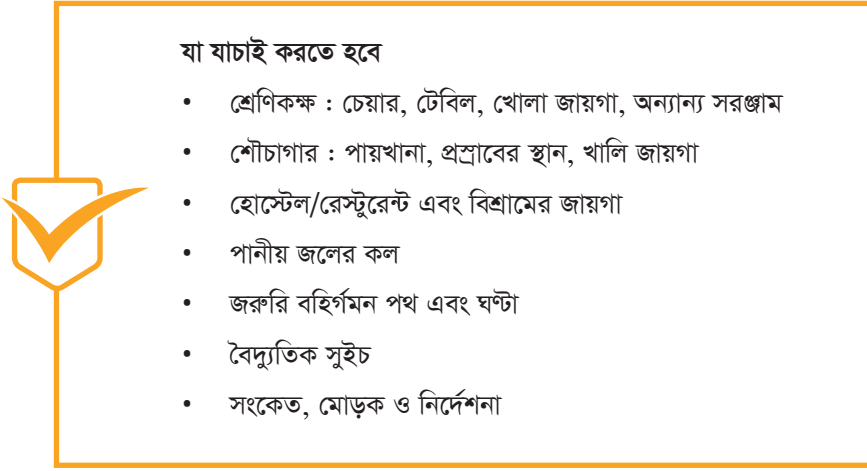 যা যাচাই করতে হবে
• শ্রেণিকক্ষ : চেয়ার, টেবিল, খোলা জায়গা, অন্যান্য সরঞ্জাম
• শৌচাগার : পায়খানা, প্রস্রাবের স্থান, খালি জায়গা
• হোস্টেল/রেস্টুরেন্ট এবং বিশ্রামের জায়গা
• পানীয় জলের কল
• জরুরি বহির্গমন পথ এবং ঘণ্টা
• বৈদ্যুতিক সুইচ
• সংকেত, মোড়ক ও নির্দেশনা